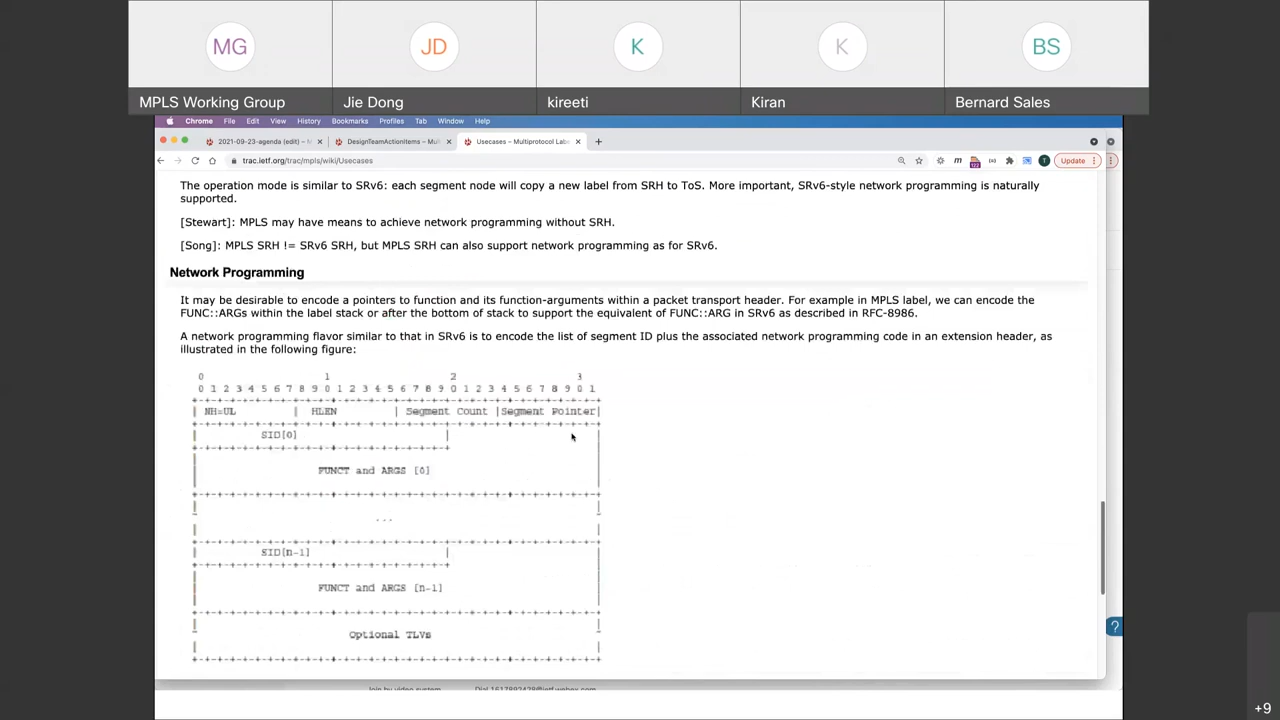 MG JD K K BS
MPLS Working Group Jie Dong kireeti Kiran Bernard Sales
Chrome File Edit View History Bookmarks Profiles Tab Window Help
2021-09-23-agenda (edit) – M DesignTeamActionItems – Mult Usecases – Multiprotocol Labe
trac.ietf.org/trac/mpls/wiki/Usecases Update
The operation mode is similar to SRv6: each segment node will copy a new label from SRH to ToS. More important, SRv6-style network programming is naturally
supported.
[Stewart]: MPLS may have means to achieve network programming without SRH.
[Song]: MPLS SRH != SRv6 SRH, but MPLS SRH can also support network programming as for SRv6.
Network Programming
It may be desirable to encode a pointers to function and its function-arguments within a packet transport header. For example in MPLS label, we can encode the
FUNC::ARGs within the label stack or after the bottom of stack to support the equivalent of FUNC::ARG in SRv6 as described in RFC-8986.
A network programming flavor similar to that in SRv6 is to encode the list of segment ID plus the associated network programming code in an extension header, as
illustrated in the following figure:
0 1 2 3
0 1 2 3 4 5 6 7 8 9 0 1 2 3 4 5 6 7 8 9 0 1 2 3 4 5 6 7 8 9 0 1
| NH=UL | HLEN | Segment Count |Segment Pointer|
| SID[0] |
FUNCT and ARGS [0]
...
| SID[n-1] |
FUNCT and ARGS [n-1]
Optional TLVs
?
Join by video system Dial 1617892428@ietf.webex.com
+9